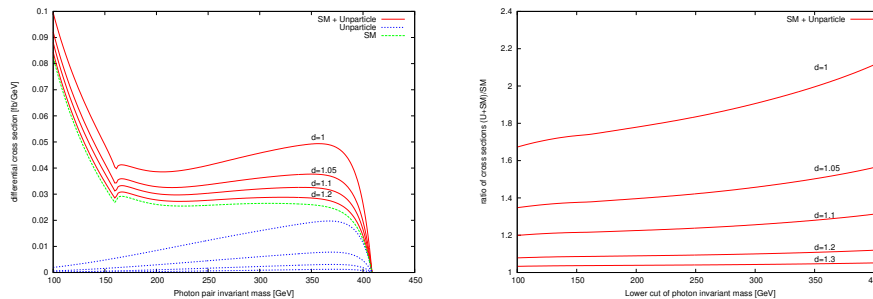 0.1
0.09
0.08
0.07
0.06
0.05
0.04
0.03
0.02
0.01
0
100 150 200 250 300 350 400 450
differential cross section [fb/GeV]
Photon pair invariant mass [GeV]
SM + Unparticle
Unparticle
SM
d=1
d=1.05
d=1.1
d=1.2
2.4
2.2
2
1.8
1.6
1.4
1.2
1
100 150 200 250 300 350 40
ratio of cross sections (U+SM)/SM
Lower cut of photon invariant mass [GeV]
SM + Unparticle
d=1
d=1.05
d=1.1
d=1.2
d=1.3